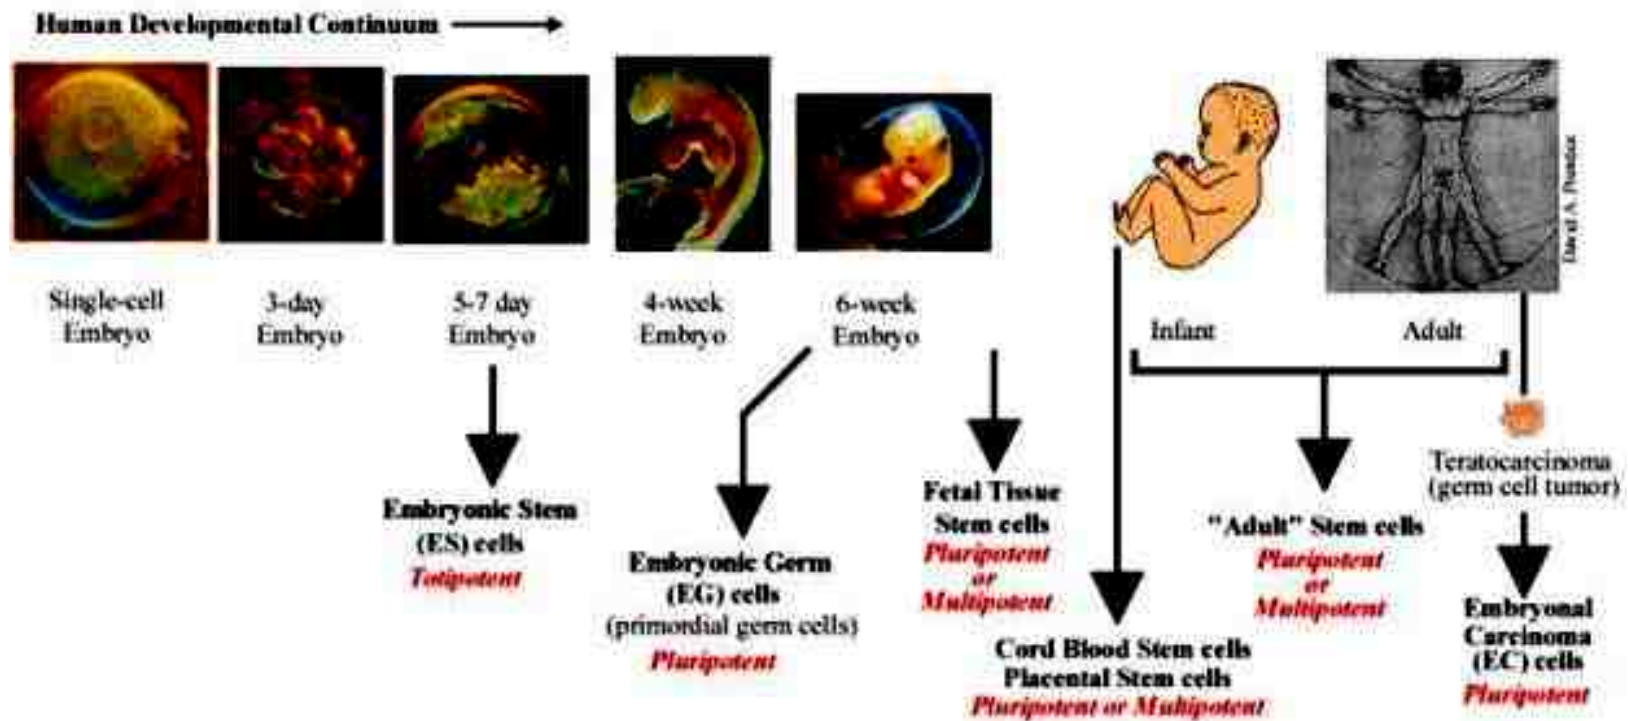 Human Developmental Continuum
Single-cell
Embryo
3-day
Embryo
5-7 day
Embryo
4-week
Embryo
6-week
Embryo
Infant
Adult
David A. Prentice
Embryonic Stem
(ES) cells
Totipotent
Embryonic Germ
(EG) cells
(primordial germ cells)
Pluripotent
Fetal Tissue
Stem cells
Pluripotent
or
Multipotent
Cord Blood Stem cells
Placental Stem cells
Pluripotent or Multipotent
"Adult" Stem cells
Pluripotent
or
Multipotent
Teratocarcinoma
(germ cell tumor)
Embryonal
Carcinoma
(EC) cells
Pluripotent